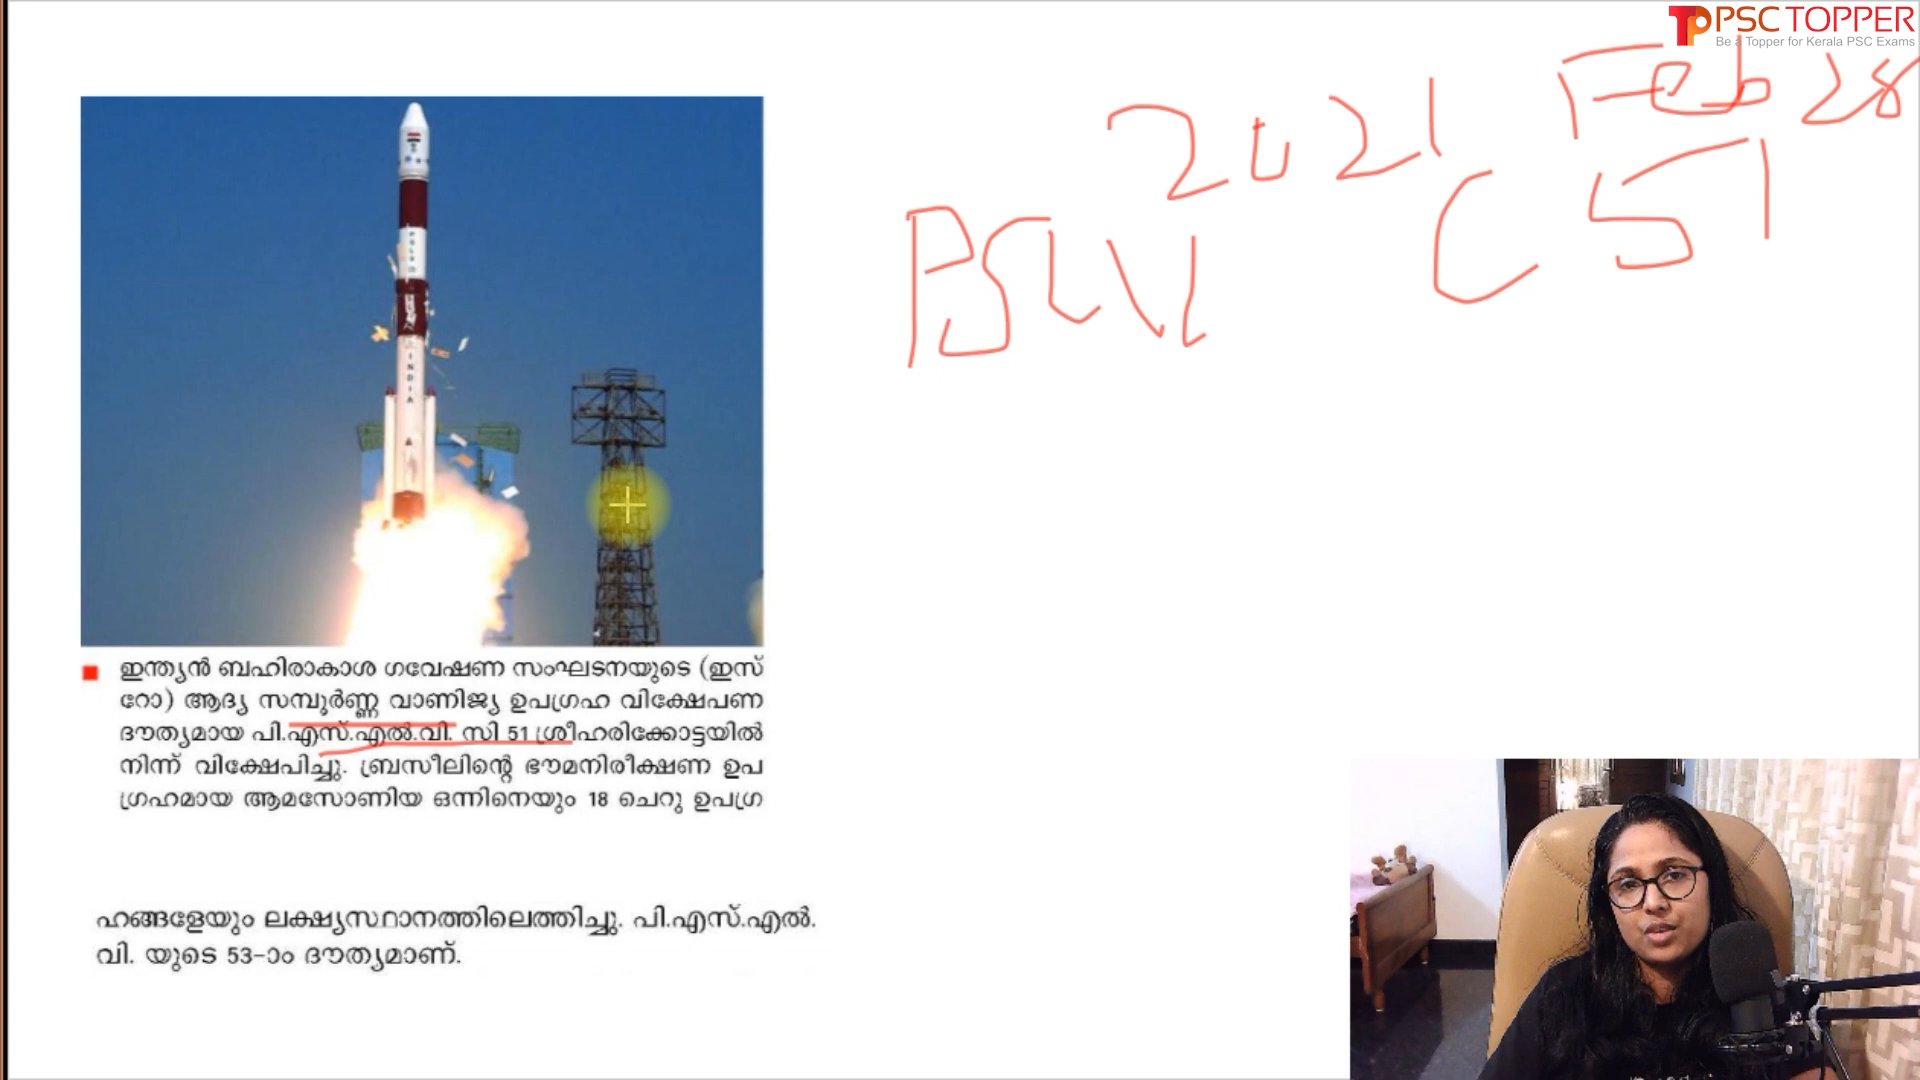 PSC TOPPER
Be a Topper for Kerala PSC Exams
2021 Feb 28
PSLV C 51
INDIA
ഇന്ത്യൻ ബഹിരാകാശ ഗവേഷണ സംഘടനയുടെ (ഇസ്
റോ) ആദ്യ സമ്പൂർണ്ണ വാണിജ്യ ഉപഗ്രഹ വിക്ഷേപണ
ദൗത്യമായ പി.എസ്.എൽ.വി. സി 51 ശ്രീഹരിക്കോട്ടയിൽ
നിന്ന് വിക്ഷേപിച്ചു. ബ്രസീലിന്റെ ഭൗമനിരീക്ഷണ ഉപ
ഗ്രഹമായ ആമസോണിയ ഒന്നിനെയും 18 ചെറു ഉപഗ്ര
ഹങ്ങളേയും ലക്ഷ്യസ്ഥാനത്തിലെത്തിച്ചു. പി.എസ്.എൽ.
വി. യുടെ 53-ാം ദൗത്യമാണ്.